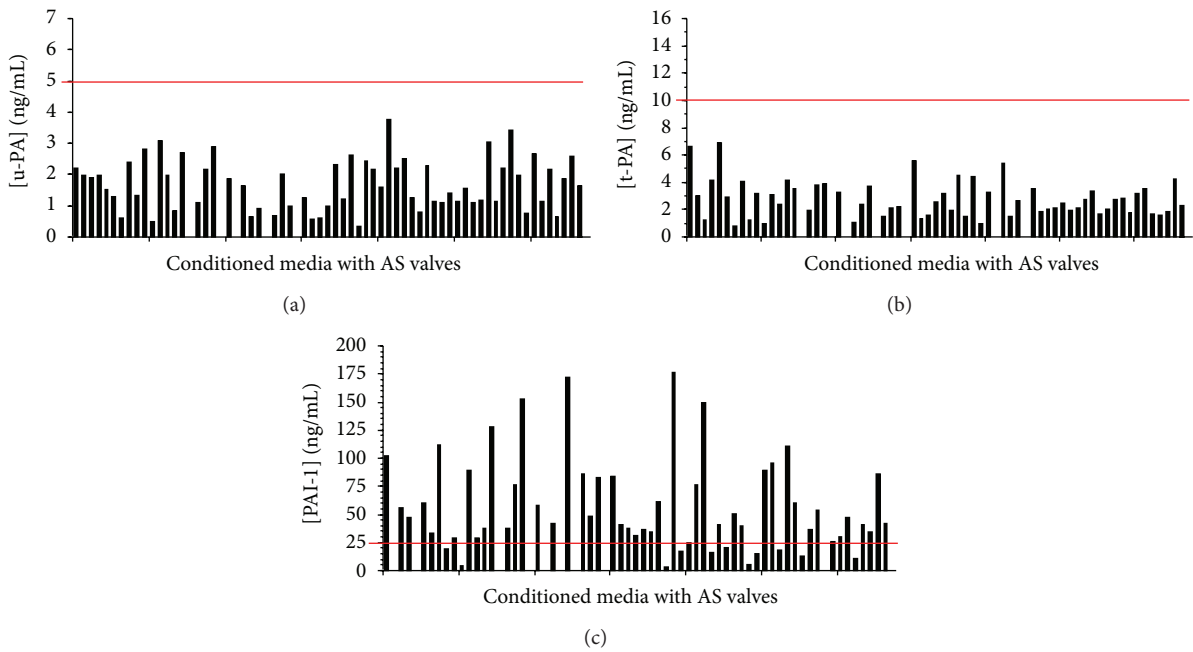 7
6
5
4
3
2
1
0
[u-PA] (ng/mL)
Conditioned media with AS valves
(a)
16
14
12
10
8
6
4
2
0
[t-PA] (ng/mL)
Conditioned media with AS valves
(b)
200
175
150
125
100
75
50
25
0
[PAI-1] (ng/mL)
Conditioned media with AS valves
(c)